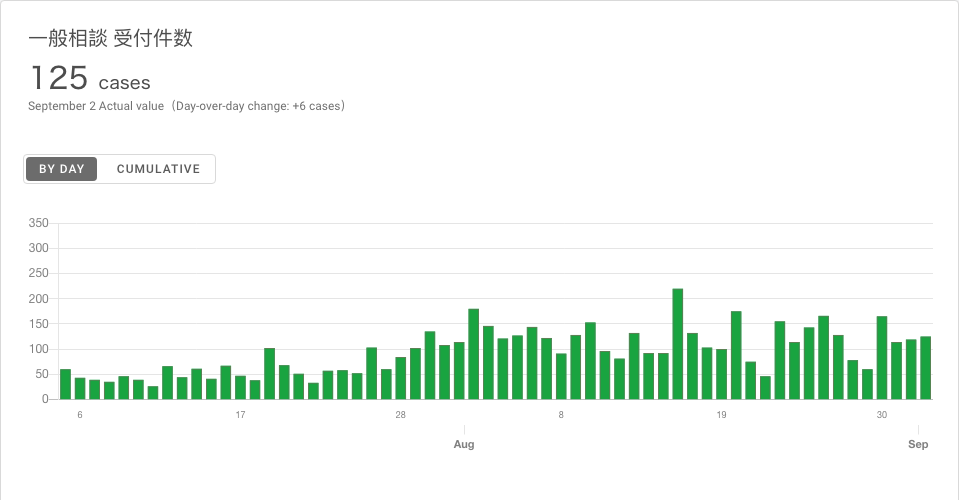 一般相談 受付件数
125 cases
September 2 Actual value（Day-over-day change: +6 cases）
BY DAY CUMULATIVE
350
300
250
200
150
100
50
0
6 17 28 8 19 30
Aug Sep